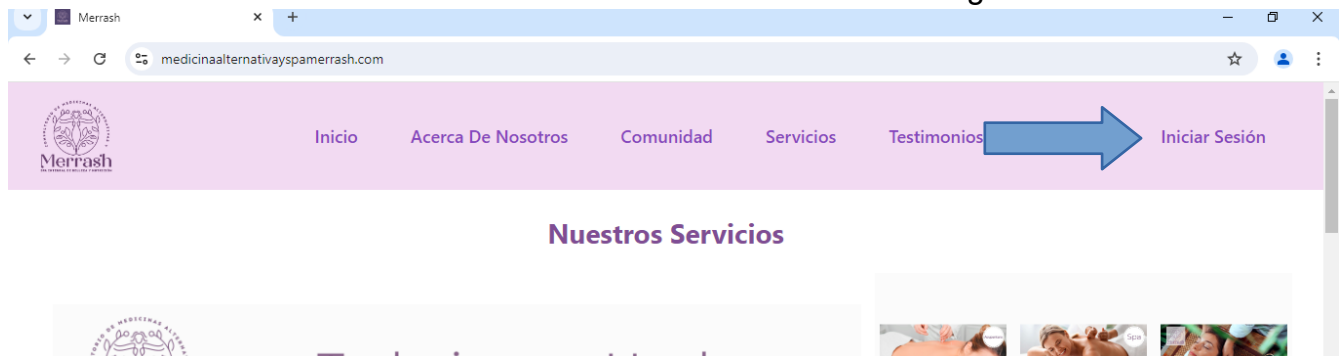 Merrash
medicinaalternativayspamerrash.com
Merrash
Inicio Acerca De Nosotros Comunidad Servicios Testimonios Iniciar Sesión
Nuestros Servicios
Spa